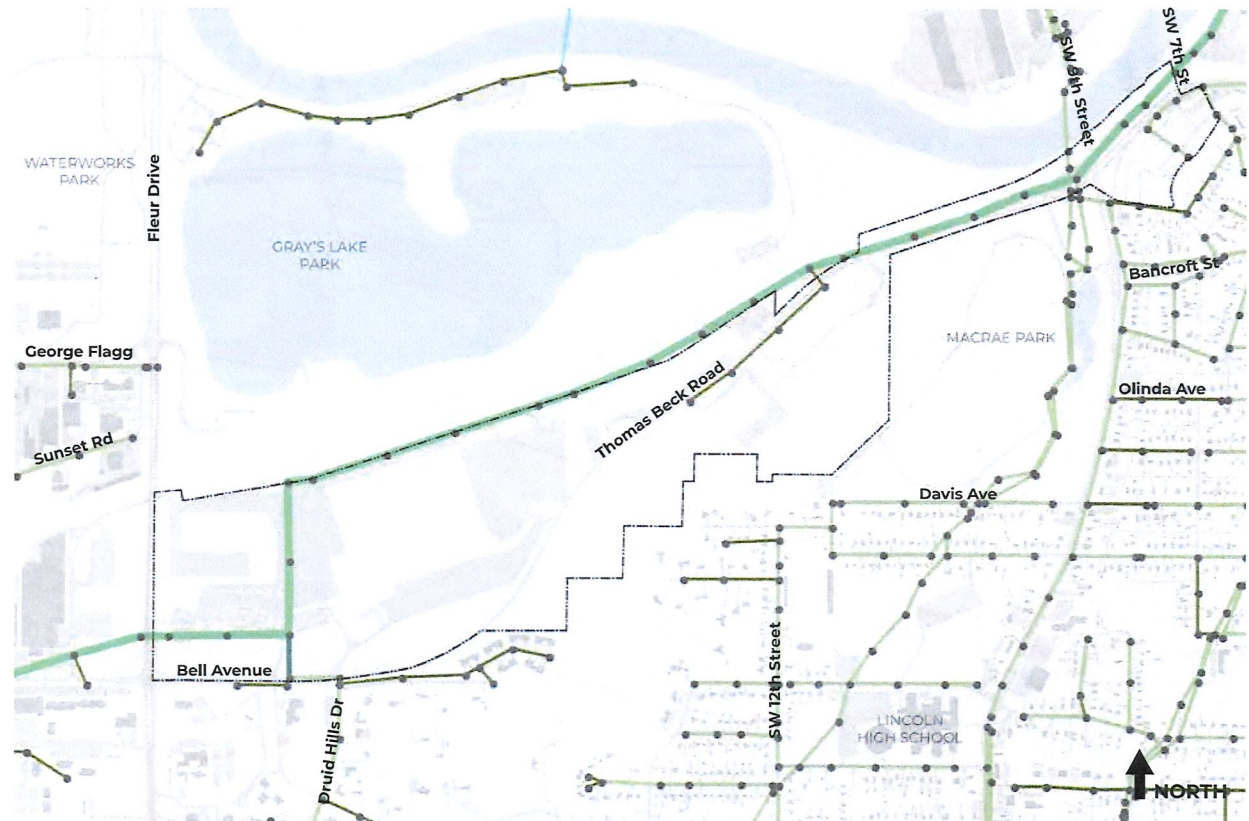 SW 7th St
SW 9th Street
WATERWORKS
PARK
Fleur Drive
GRAY'S LAKE
PARK
Bancroft St
MACRAE PARK
George Flagg
Olinda Ave
Thomas Beck Road
Sunset Rd
Davis Ave
SW 12th Street
Bell Avenue
Druid Hills Dr
LINCOLN
HIGH SCHOOL
NORTH